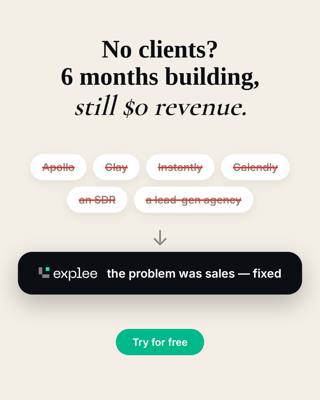 No clients?
6 months building,
still $0 revenue.
Apollo Clay Instantly Calendly
an SDR a lead-gen agency
explee the problem was sales — fixed
Try for free